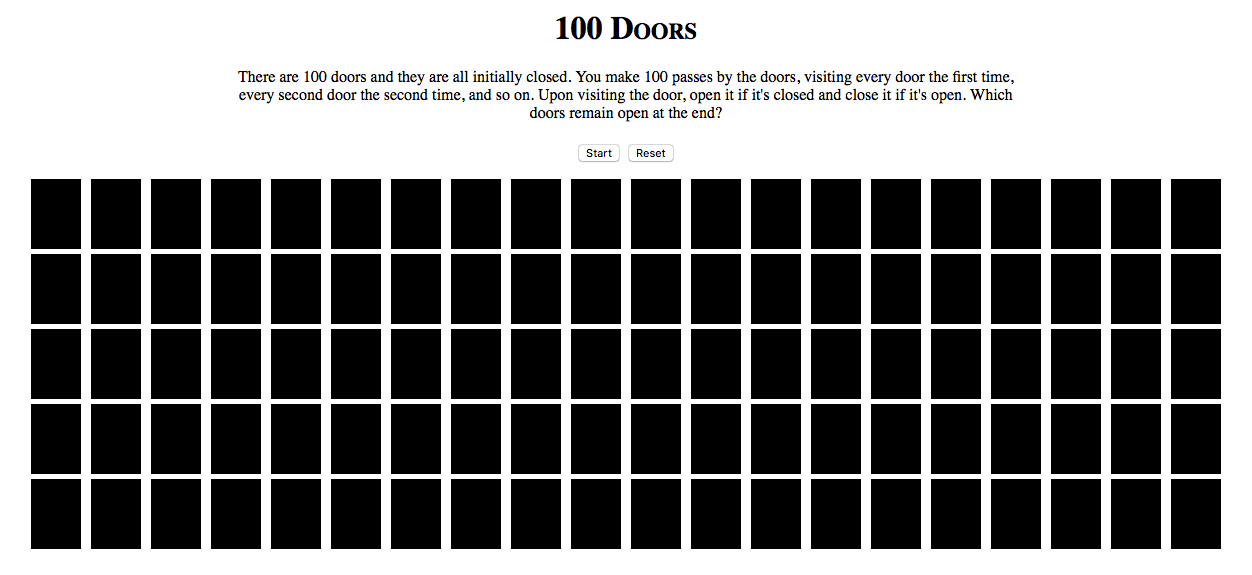 100 Doors
There are 100 doors and they are all initially closed. You make 100 passes by the doors, visiting every door the first time,
every second door the second time, and so on. Upon visiting the door, open it if it's closed and close it if it's open. Which
doors remain open at the end?
Start Reset